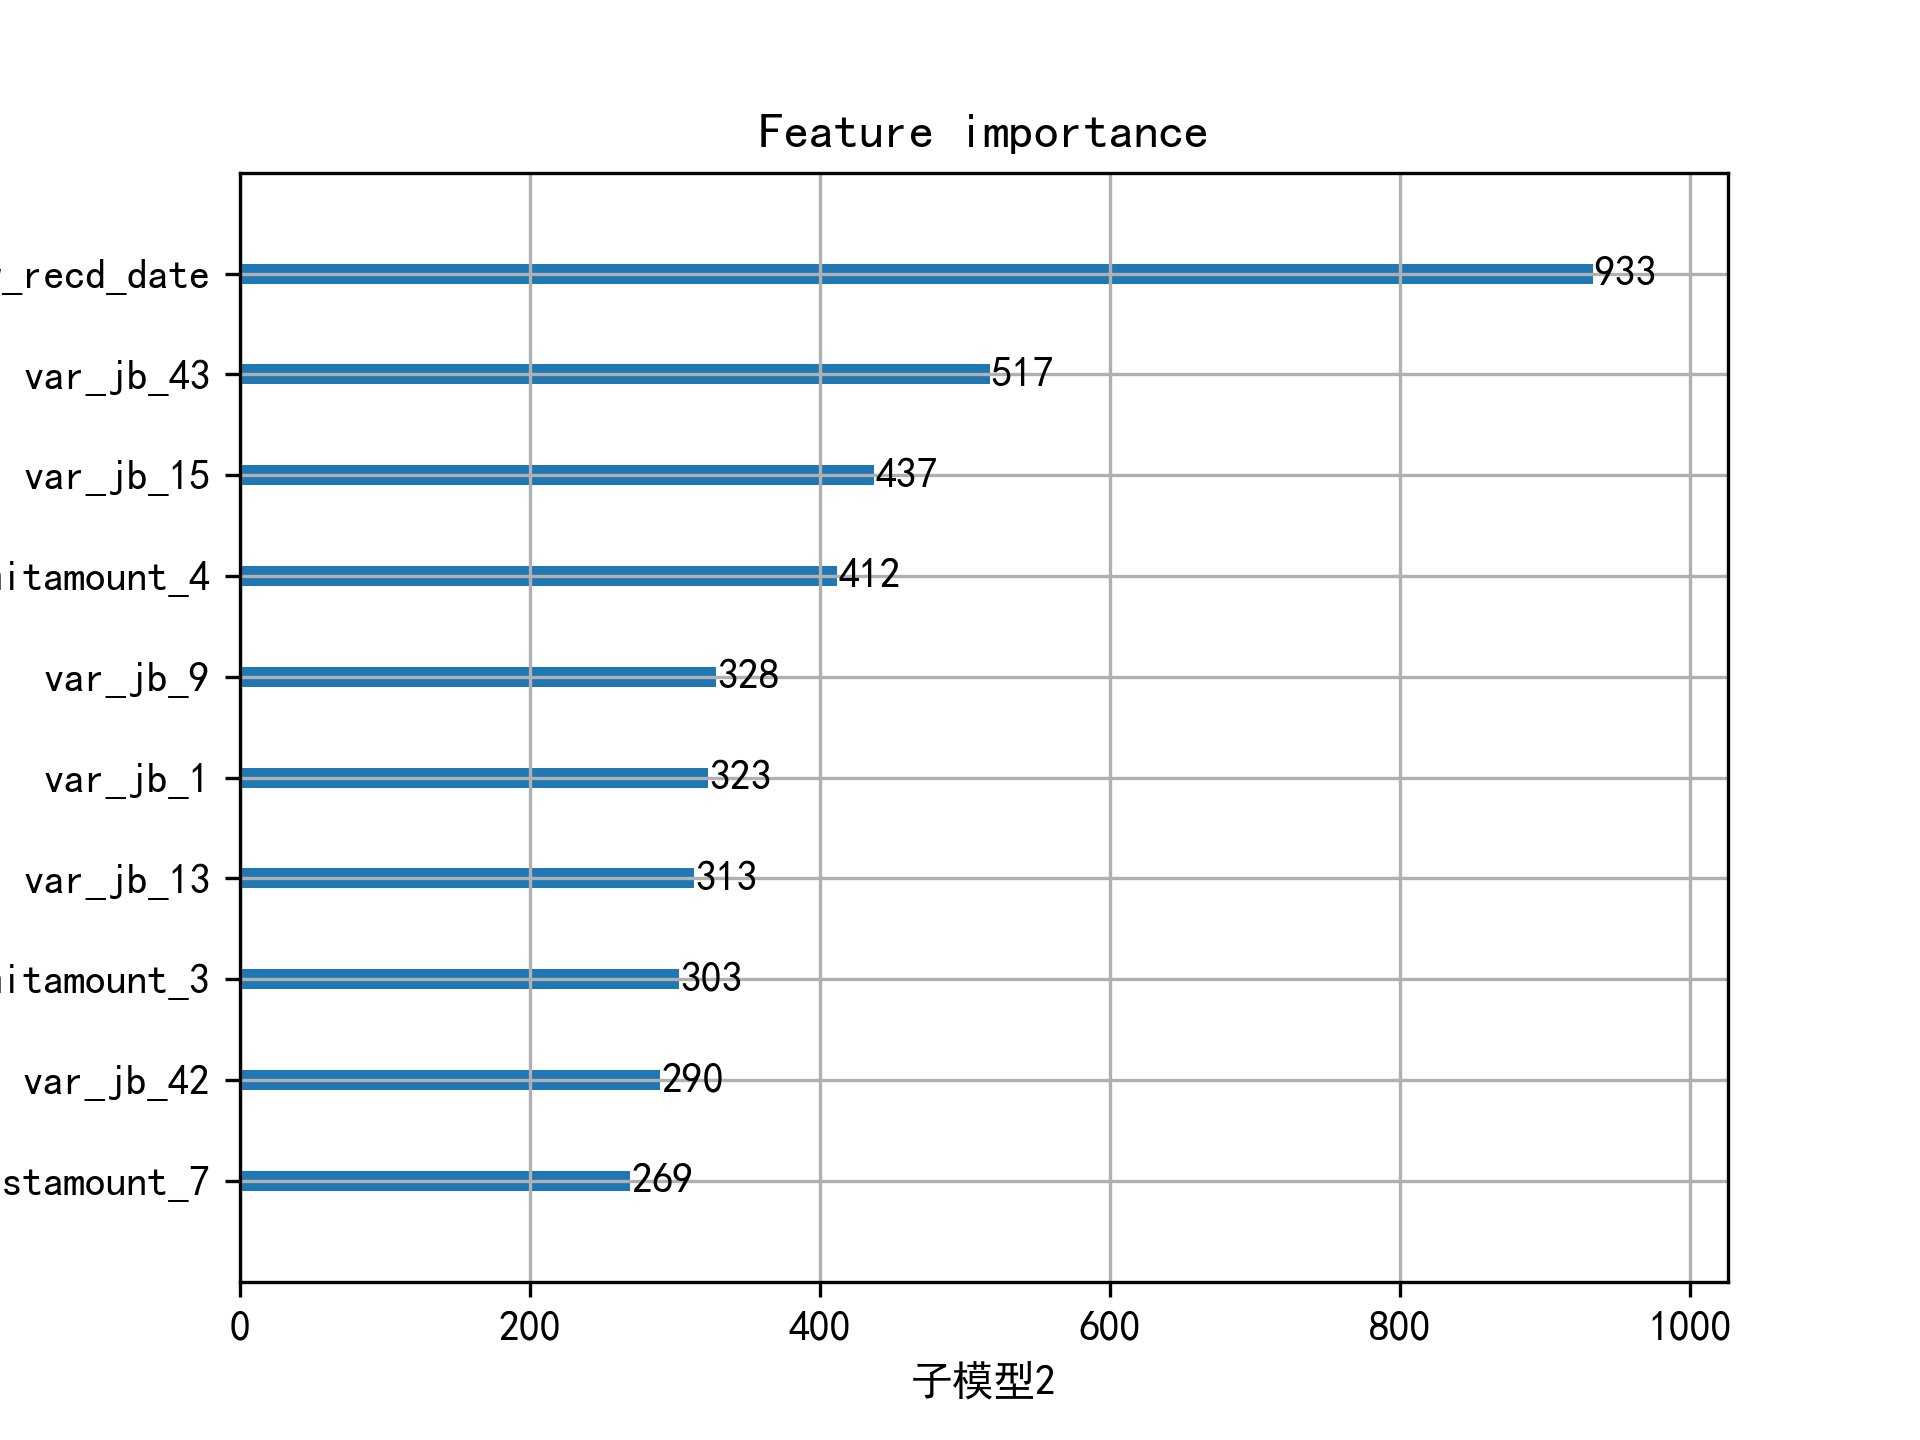 Feature importance
_recd_date 933
var_jb_43 517
var_jb_15 437
itamount_4 412
var_jb_9 328
var_jb_1 323
var_jb_13 313
itamount_3 303
var_jb_42 290
stamount_7 269
0 200 400 600 800 1000
子模型2